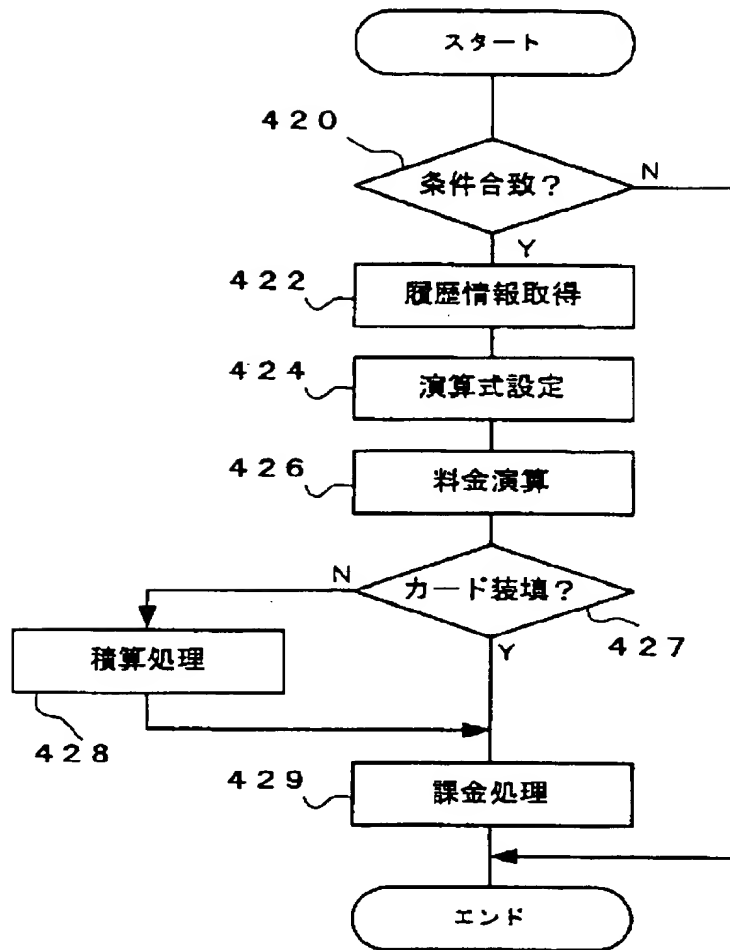 スタート
420
条件合致?
N
Y
422
履歴情報取得
424
演算式設定
426
料金演算
N
カード装填?
427
Y
積算処理
428
429
課金処理
エンド